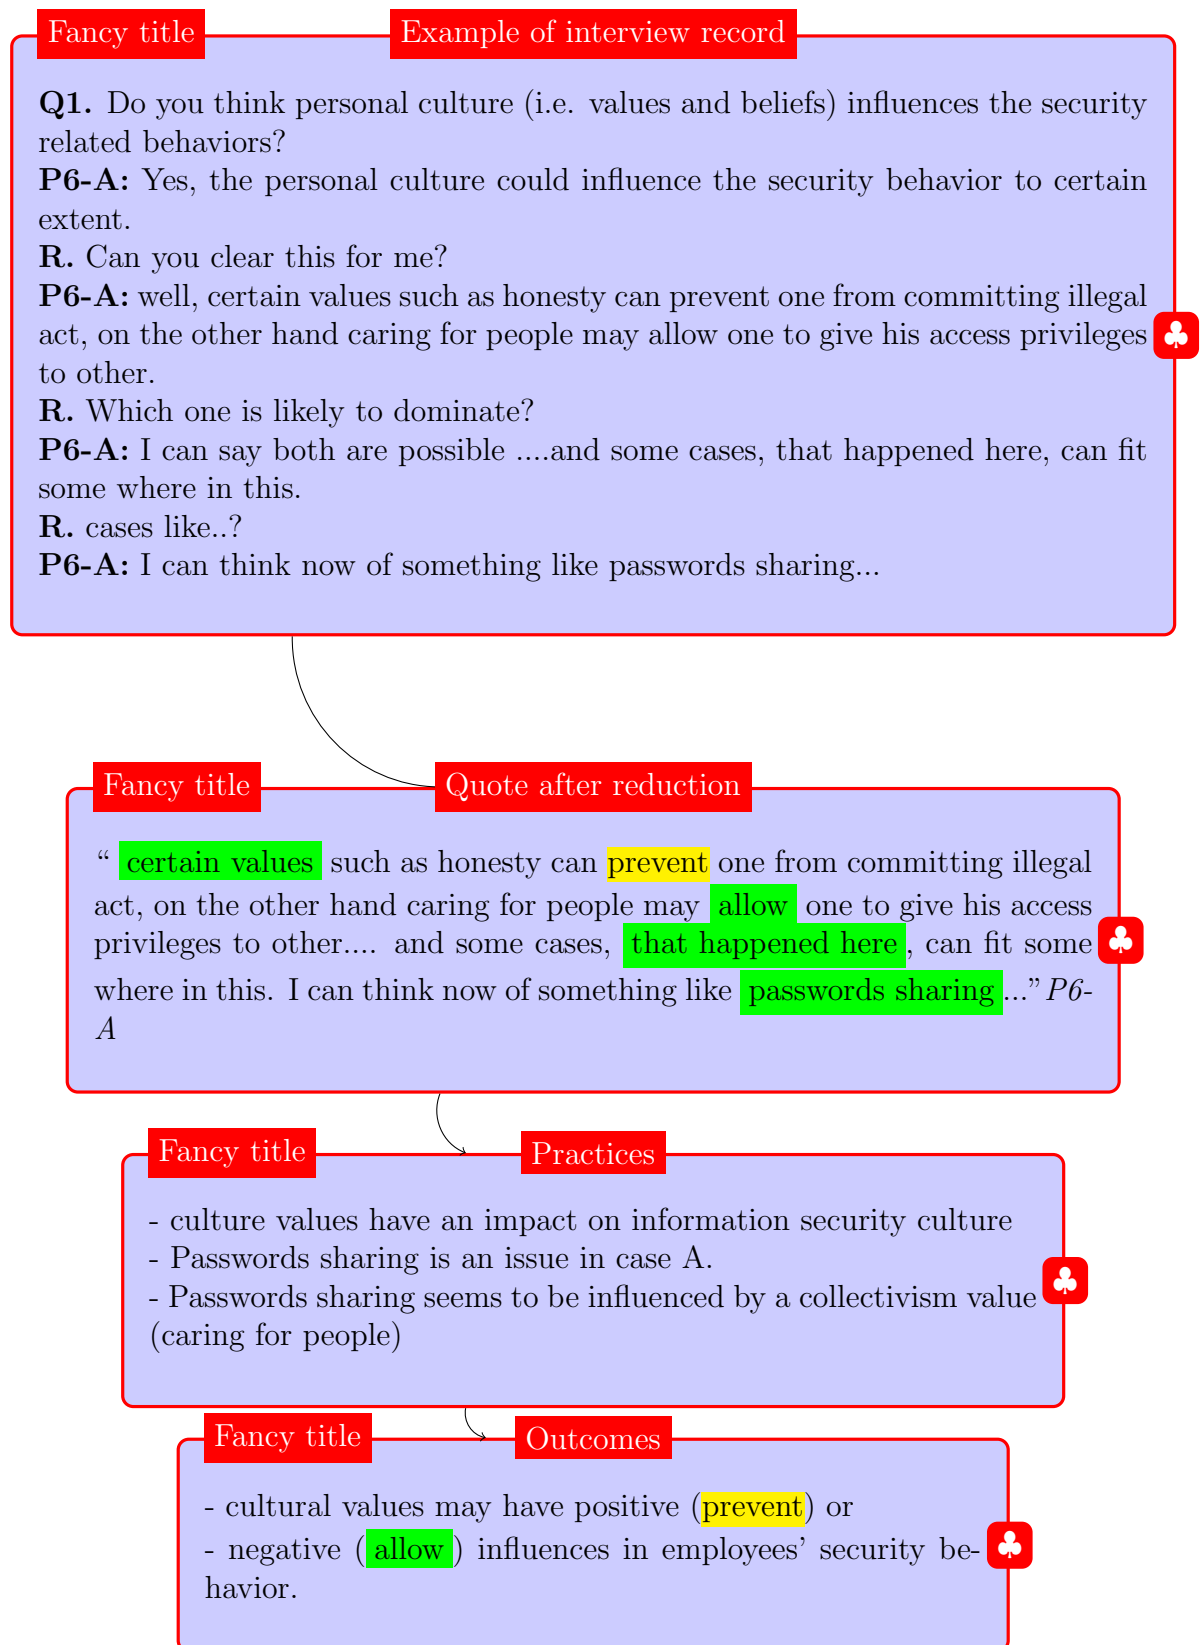 Fancy title
Example of interview record
Q1. Do you think personal culture (i.e. values and beliefs) influences the security
related behaviors?
P6-A: Yes, the personal culture could influence the security behavior to certain
extent.
R. Can you clear this for me?
P6-A: well, certain values such as honesty can prevent one from committing illegal
act, on the other hand caring for people may allow one to give his access privileges
to other.
R. Which one is likely to dominate?
P6-A: I can say both are possible ....and some cases, that happened here, can fit
some where in this.
R. cases like..?
P6-A: I can think now of something like passwords sharing...
Fancy title
Quote after reduction
“ certain values such as honesty can prevent one from committing illegal
act, on the other hand caring for people may allow one to give his access
privileges to other.... and some cases, that happened here , can fit some
where in this. I can think now of something like passwords sharing ...” P6-
A
Fancy title
Practices
- culture values have an impact on information security culture
- Passwords sharing is an issue in case A.
- Passwords sharing seems to be influenced by a collectivism value
(caring for people)
Fancy title
Outcomes
- cultural values may have positive (prevent) or
- negative ( allow ) influences in employees’ security be-
havior.